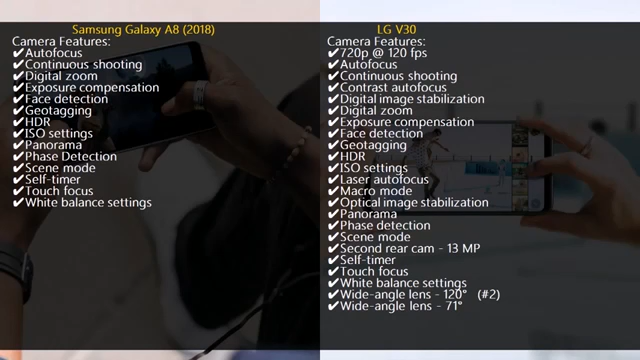 Samsung Galaxy A8 (2018)
Camera Features:
✔Autofocus
✔Continuous shooting
✔Digital zoom
✔Exposure compensation
✔Face detection
✔Geotagging
✔HDR
✔ISO settings
✔Panorama
✔Phase Detection
✔Scene mode
✔Self-timer
✔Touch focus
✔White balance settings
LG V30
Camera Features:
✔720p @ 120 fps
✔Autofocus
✔Continuous shooting
✔Contrast autofocus
✔Digital image stabilization
✔Digital zoom
✔Exposure compensation
✔Face detection
✔Geotagging
✔HDR
✔ISO settings
✔Laser autofocus
✔Macro mode
✔Optical image stabilization
✔Panorama
✔Phase detection
✔Scene mode
✔Second rear cam - 13 MP
✔Self-timer
✔Touch focus
✔White balance settings
✔Wide-angle lens - 120° (#2)
✔Wide-angle lens - 71°